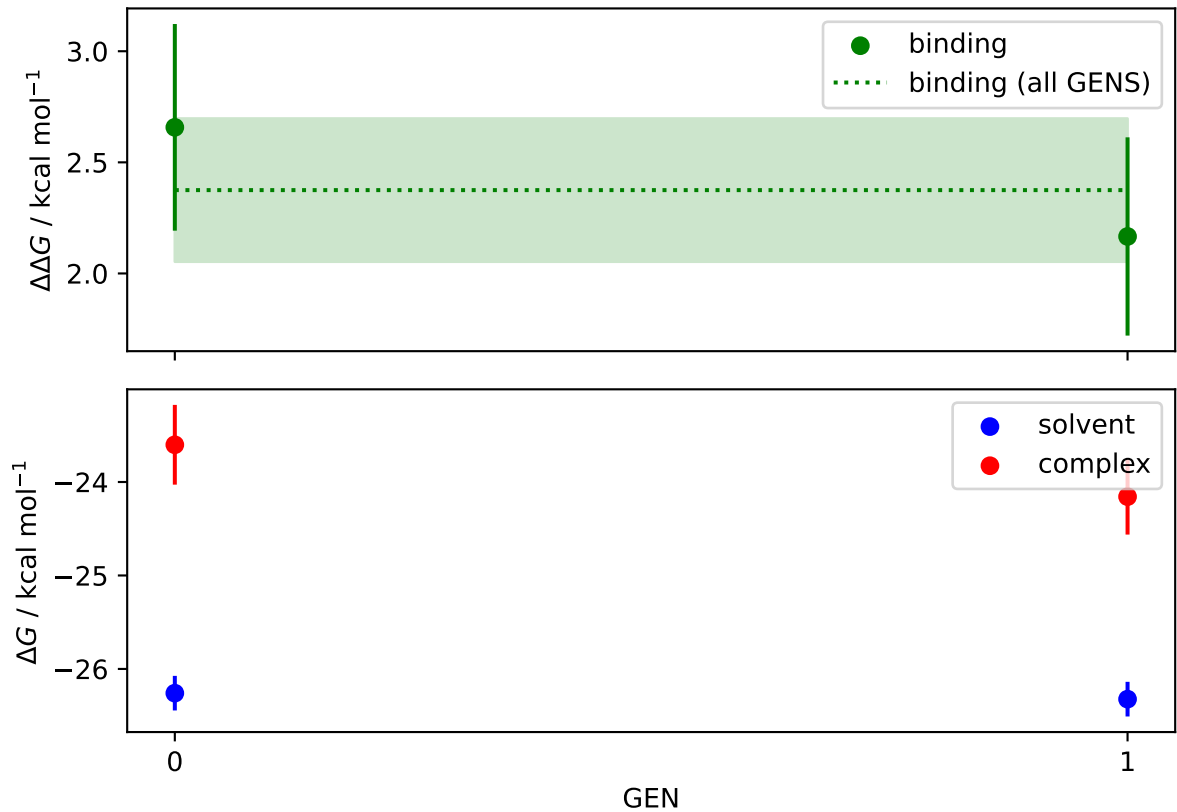 3.0
2.5
2.0
ΔΔG / kcal mol⁻¹
binding
binding (all GENS)
−24
−25
−26
ΔG / kcal mol⁻¹
solvent
complex
0
1
GEN